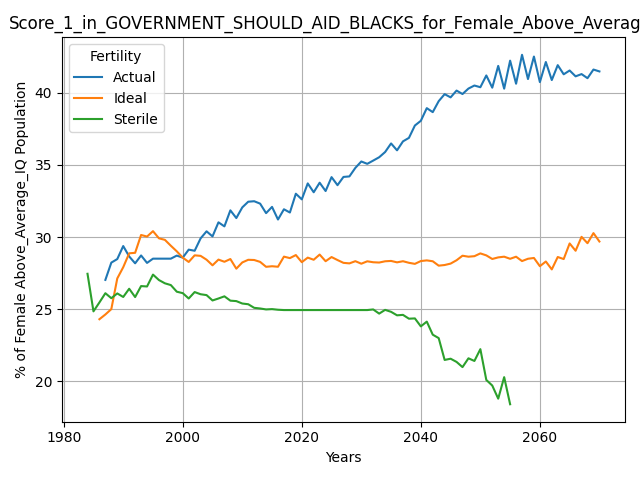 Score_1_in_GOVERNMENT_SHOULD_AID_BLACKS_for_Female_Above_Averag
Fertility
Actual
Ideal
Sterile
% of Female Above_Average_IQ Population
40
35
30
25
20
1980
2000
2020
2040
2060
Years